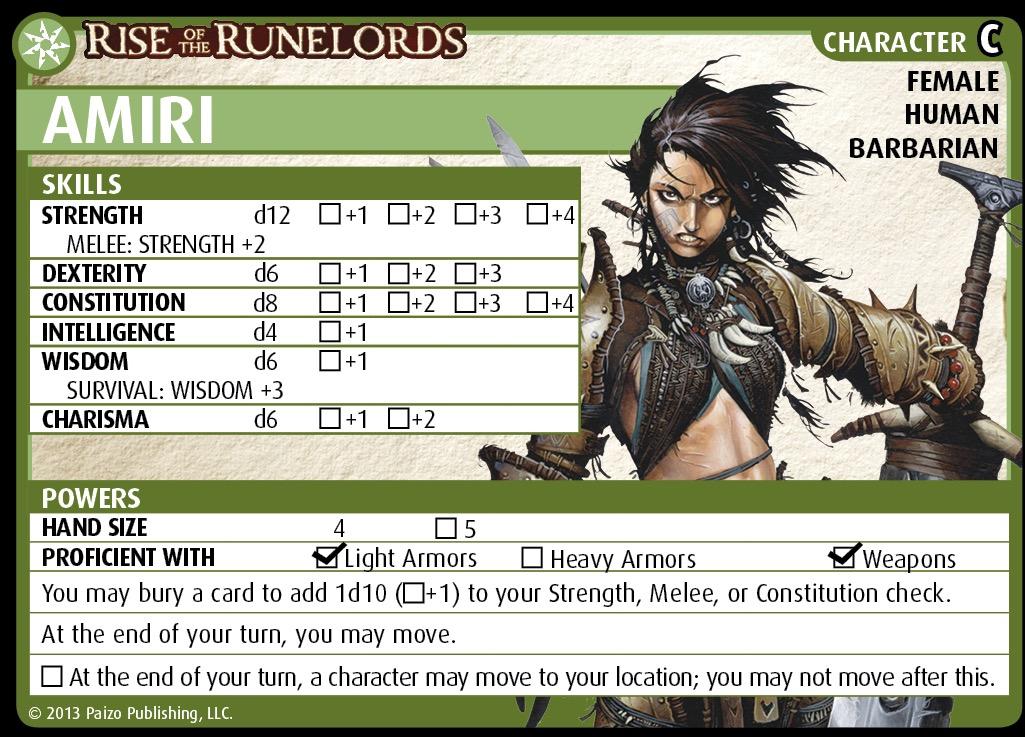 RISE OF THE RUNELORDS
CHARACTER C
FEMALE
HUMAN
BARBARIAN
AMIRI
SKILLS
STRENGTH d12 ☐+1 ☐+2 ☐+3 ☐+4
MELEE: STRENGTH +2
DEXTERITY d6 ☐+1 ☐+2 ☐+3
CONSTITUTION d8 ☐+1 ☐+2 ☐+3 ☐+4
INTELLIGENCE d4 ☐+1
WISDOM d6 ☐+1
SURVIVAL: WISDOM +3
CHARISMA d6 ☐+1 ☐+2
POWERS
HAND SIZE 4 ☐ 5
PROFICIENT WITH ☑ Light Armors ☐ Heavy Armors ☑ Weapons
You may bury a card to add 1d10 (☐+1) to your Strength, Melee, or Constitution check.
At the end of your turn, you may move.
☐ At the end of your turn, a character may move to your location; you may not move after this.
© 2013 Paizo Publishing, LLC.